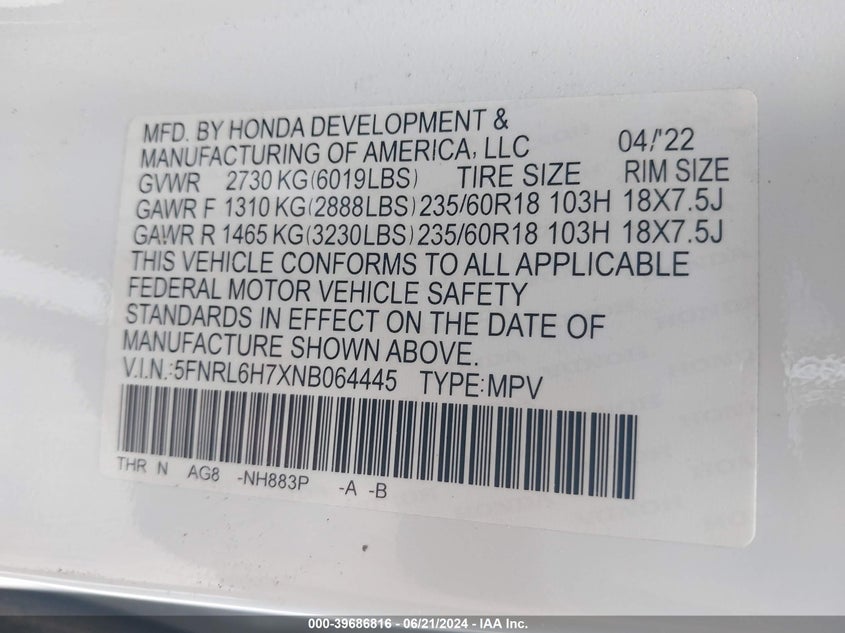 MFD. BY HONDA DEVELOPMENT &
MANUFACTURING OF AMERICA, LLC 04/'22
GVWR 2730 KG(6019LBS) TIRE SIZE RIM SIZE
GAWR F 1310 KG(2888LBS) 235/60R18 103H 18X7.5J
GAWR R 1465 KG(3230LBS) 235/60R18 103H 18X7.5J
THIS VEHICLE CONFORMS TO ALL APPLICABLE
FEDERAL MOTOR VEHICLE SAFETY
STANDARDS IN EFFECT ON THE DATE OF
MANUFACTURE SHOWN ABOVE.
V.I.N.:5FNRL6H7XNB064445 TYPE:MPV
THR N AG8 -NH883P -A -B
000-39686816 - 06/21/2024 - IAA Inc.